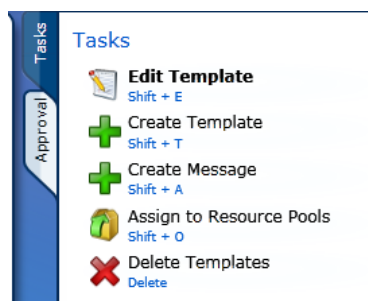 Tasks
Approval
Tasks
Edit Template
Shift + E
Create Template
Shift + T
Create Message
Shift + A
Assign to Resource Pools
Shift + O
Delete Templates
Delete